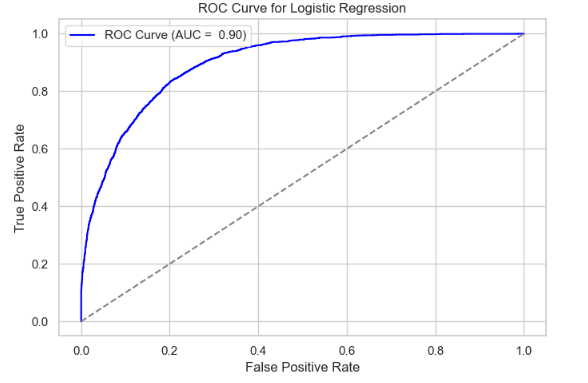 ROC Curve for Logistic Regression
ROC Curve (AUC =  0.90)
True Positive Rate
1.0
0.8
0.6
0.4
0.2
0.0
0.0 0.2 0.4 0.6 0.8 1.0
False Positive Rate